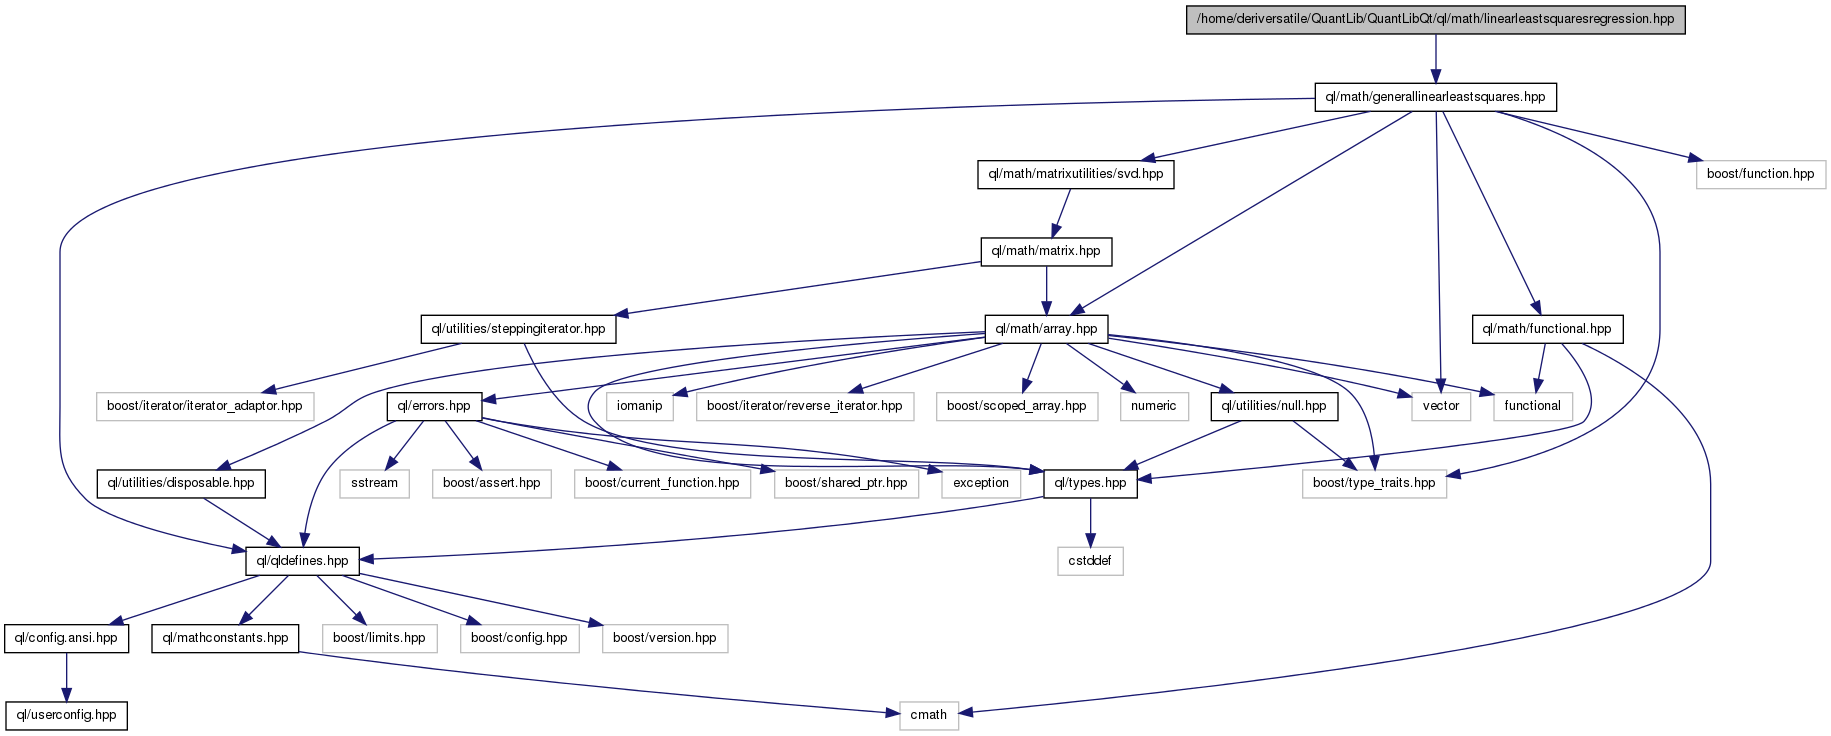 /home/deriversatile/QuantLib/QuantLibQt/ql/math/linearleastsquaresregression.hpp
ql/math/generallinearleastsquares.hpp
ql/math/matrixutilities/svd.hpp
boost/function.hpp
ql/math/matrix.hpp
ql/utilities/steppingiterator.hpp
ql/math/array.hpp
ql/math/functional.hpp
boost/iterator/iterator_adaptor.hpp
ql/errors.hpp
iomanip
boost/iterator/reverse_iterator.hpp
boost/scoped_array.hpp
numeric
ql/utilities/null.hpp
vector
functional
ql/utilities/disposable.hpp
sstream
boost/assert.hpp
boost/current_function.hpp
boost/shared_ptr.hpp
exception
ql/types.hpp
boost/type_traits.hpp
ql/qldefines.hpp
cstddef
ql/config.ansi.hpp
ql/mathconstants.hpp
boost/limits.hpp
boost/config.hpp
boost/version.hpp
ql/userconfig.hpp
cmath